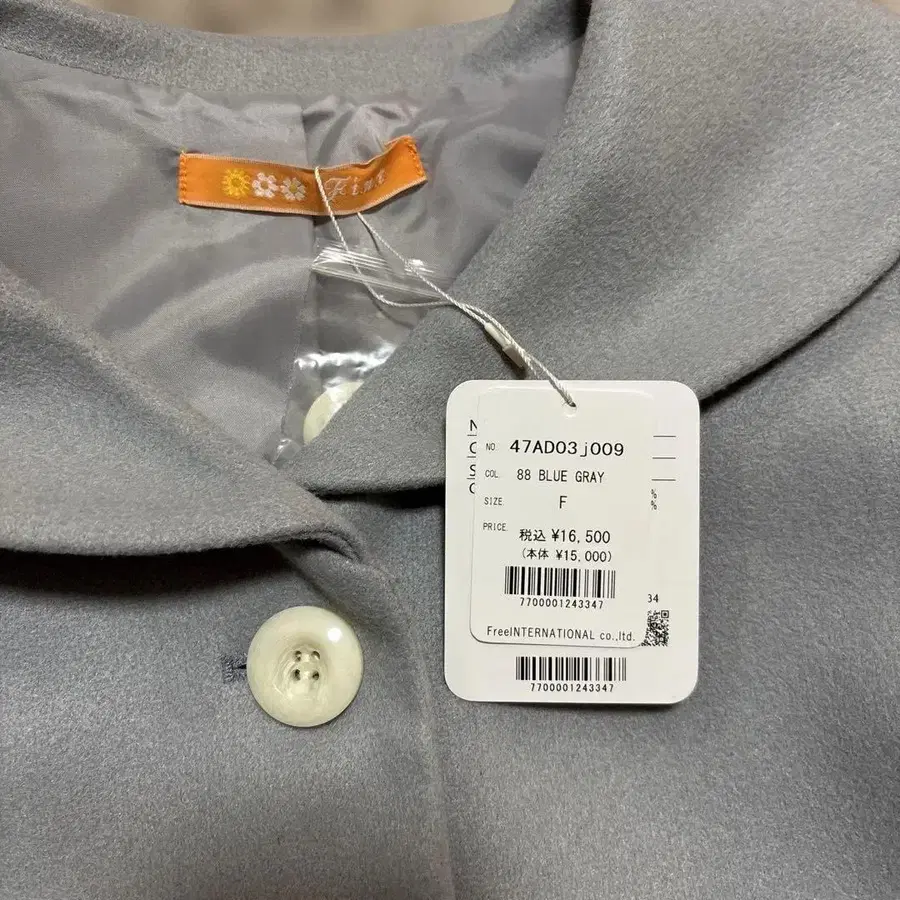 Fint
NO. 47AD03j009
COL. 88 BLUE GRAY
SIZE. F
PRICE. 税込 ¥16,500
(本体 ¥15,000)
7700001243347
FreeINTERNATIONAL co.,ltd.
7700001243347
N
C
S
C
%
%
34